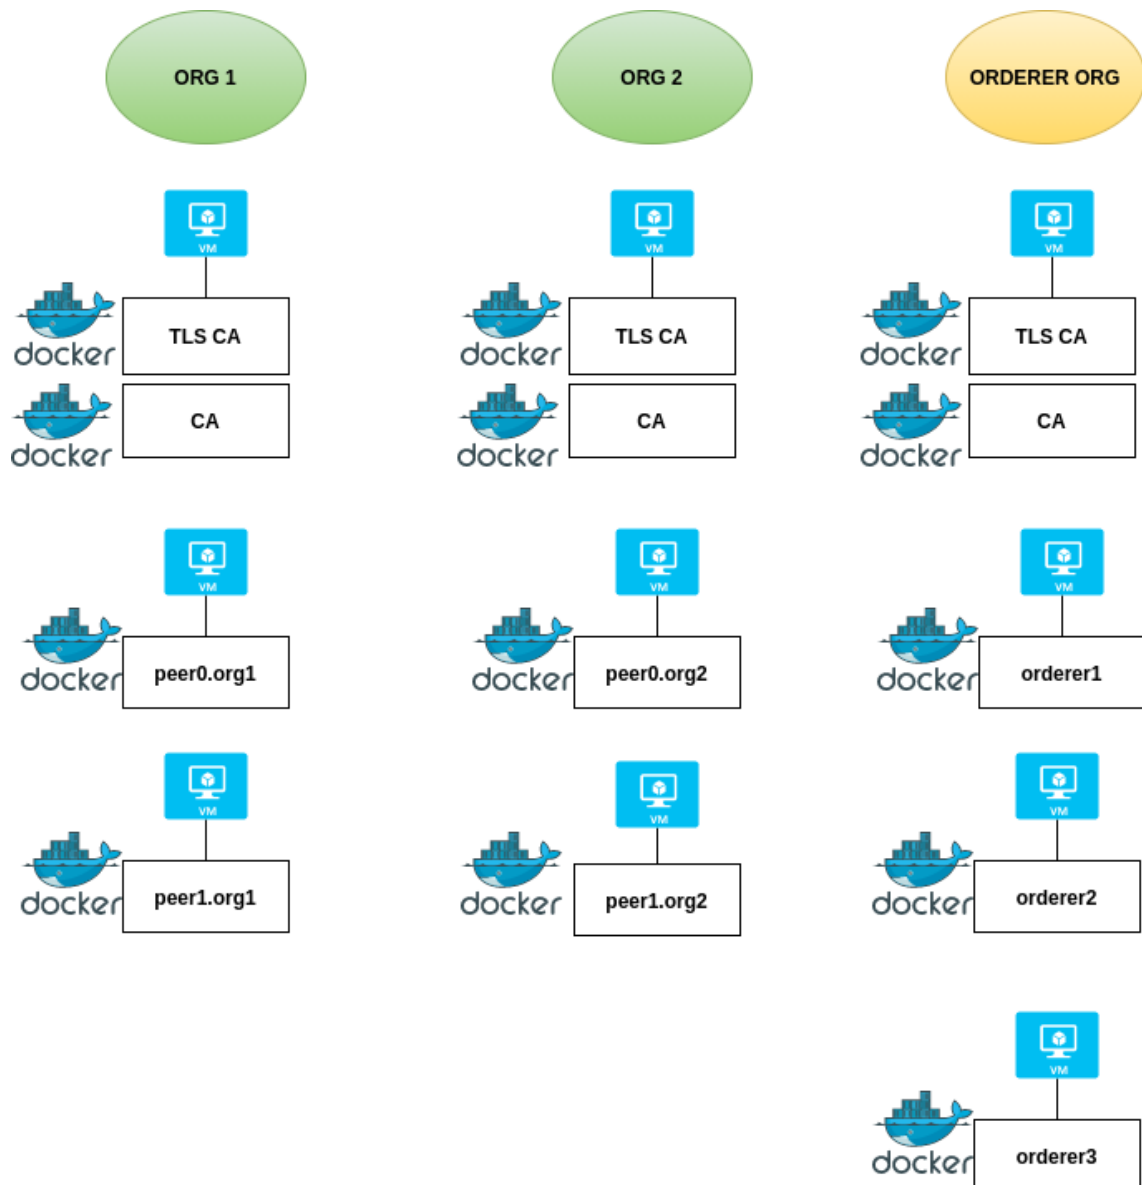 ORG 1
ORG 2
ORDERER ORG
VM
VM
VM
docker
TLS CA
docker
TLS CA
docker
TLS CA
docker
CA
docker
CA
docker
CA
VM
VM
VM
docker
peer0.org1
docker
peer0.org2
docker
orderer1
VM
VM
VM
docker
peer1.org1
docker
peer1.org2
docker
orderer2
VM
docker
orderer3